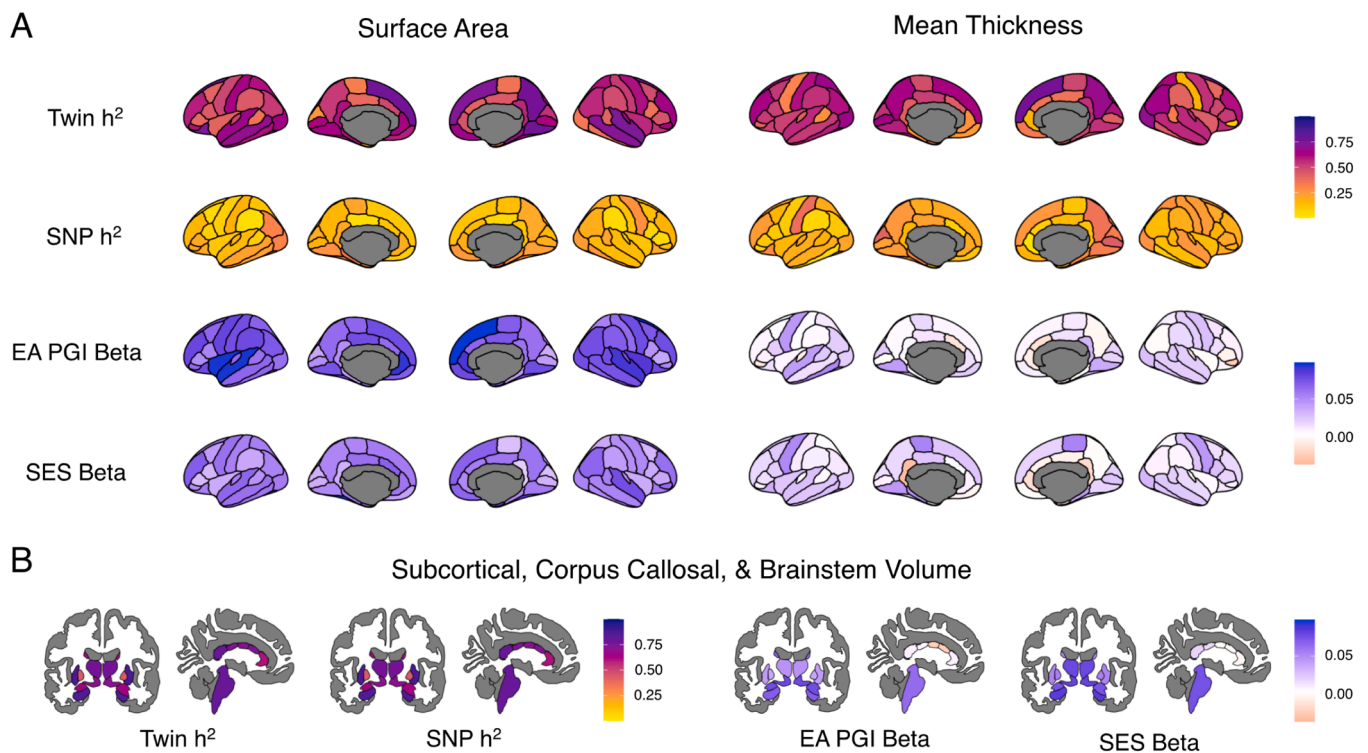 A
Surface Area
Mean Thickness
Twin h²
0.75
0.50
0.25
SNP h²
EA PGI Beta
0.05
0.00
SES Beta
B
Subcortical, Corpus Callosal, & Brainstem Volume
0.75
0.50
0.25
0.05
0.00
Twin h²
SNP h²
EA PGI Beta
SES Beta